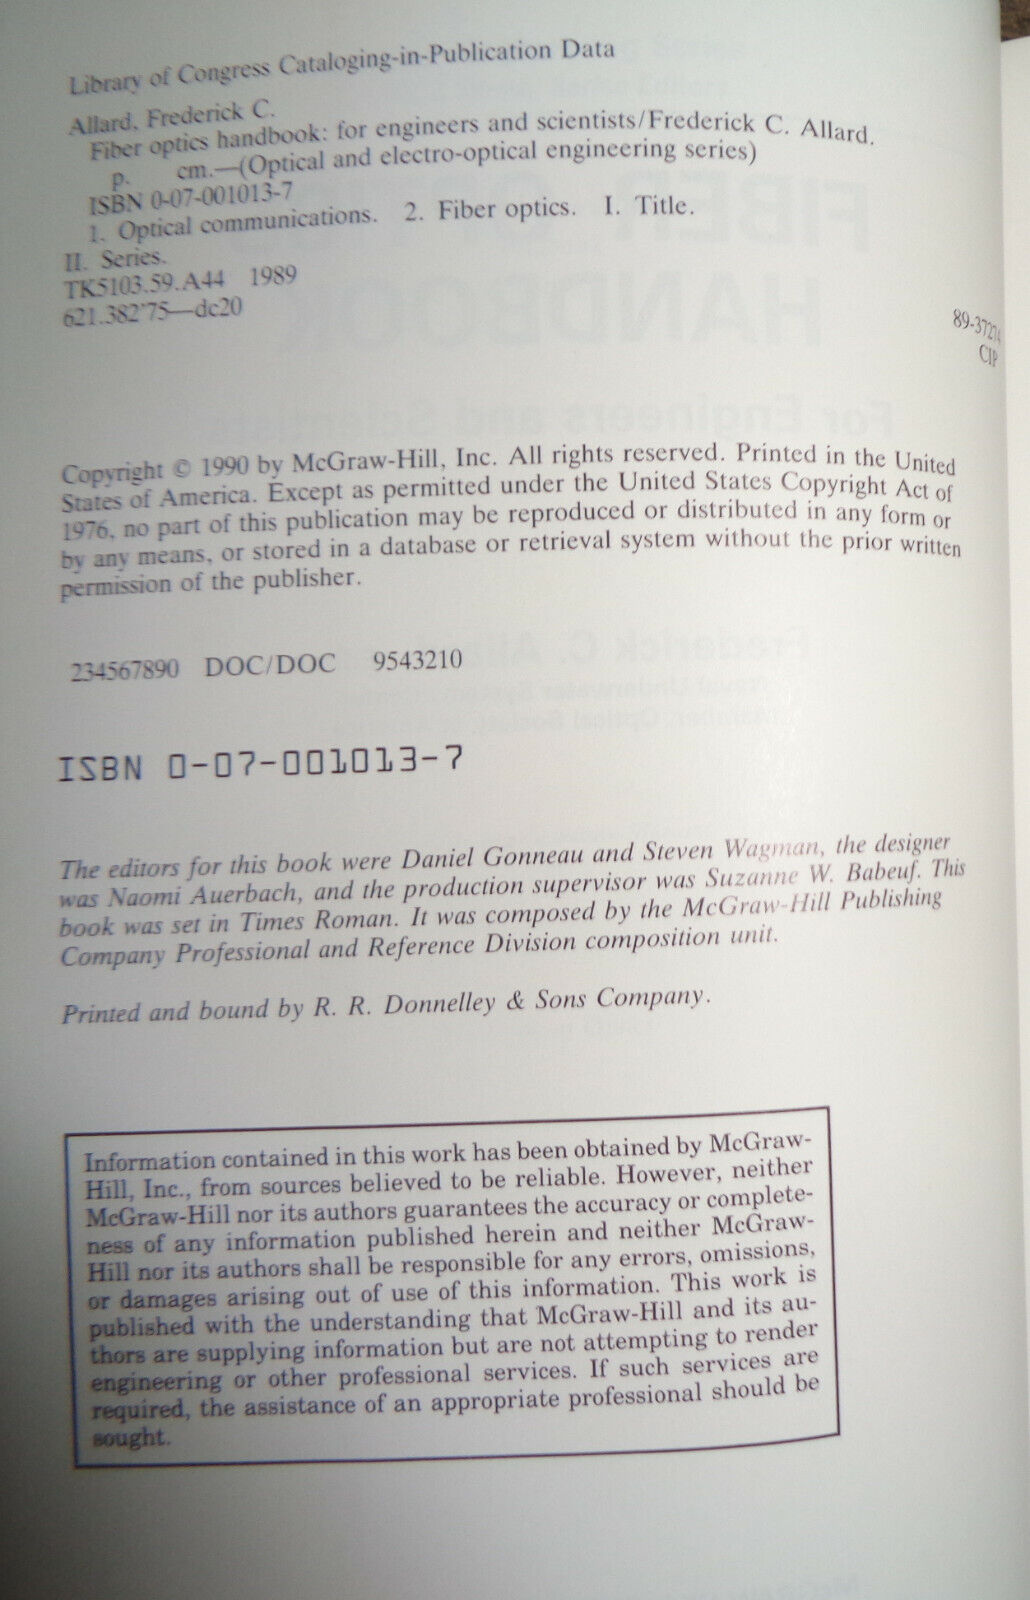 Library of Congress Cataloging-in-Publication Data
Allard, Frederick C.
Fiber optics handbook: for engineers and scientists/Frederick C. Allard.
p. cm.—(Optical and electro-optical engineering series)
ISBN 0-07-001013-7
1. Optical communications. 2. Fiber optics. I. Title.
II. Series.
TK5103.59.A44 1989
621.382'75—dc20
89-37274
CIP
Copyright © 1990 by McGraw-Hill, Inc. All rights reserved. Printed in the United
States of America. Except as permitted under the United States Copyright Act of
1976, no part of this publication may be reproduced or distributed in any form or
by any means, or stored in a database or retrieval system without the prior written
permission of the publisher.
234567890 DOC/DOC 9543210
ISBN 0-07-001013-7
The editors for this book were Daniel Gonneau and Steven Wagman, the designer
was Naomi Auerbach, and the production supervisor was Suzanne W. Babeuf. This
book was set in Times Roman. It was composed by the McGraw-Hill Publishing
Company Professional and Reference Division composition unit.
Printed and bound by R. R. Donnelley & Sons Company.
Information contained in this work has been obtained by McGraw-
Hill, Inc., from sources believed to be reliable. However, neither
McGraw-Hill nor its authors guarantees the accuracy or complete-
ness of any information published herein and neither McGraw-
Hill nor its authors shall be responsible for any errors, omissions,
or damages arising out of use of this information. This work is
published with the understanding that McGraw-Hill and its au-
thors are supplying information but are not attempting to render
engineering or other professional services. If such services are
required, the assistance of an appropriate professional should be
sought.